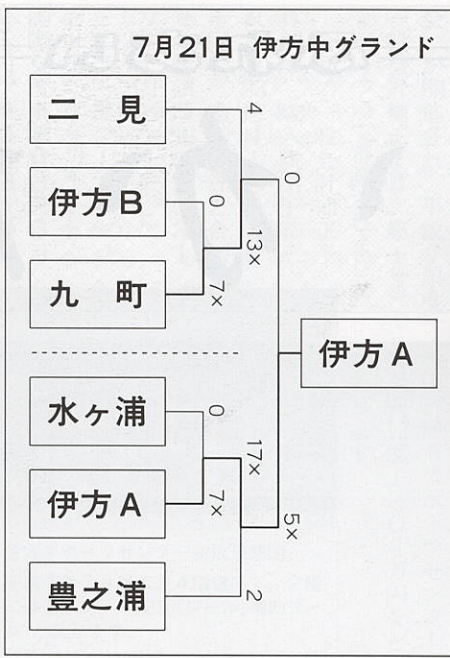 7月21日 伊方中グランド
二見
4
0
伊方B
0
13×
九町
7×
伊方A
水ヶ浦
0
17×
伊方A
7×
5×
豊之浦
2